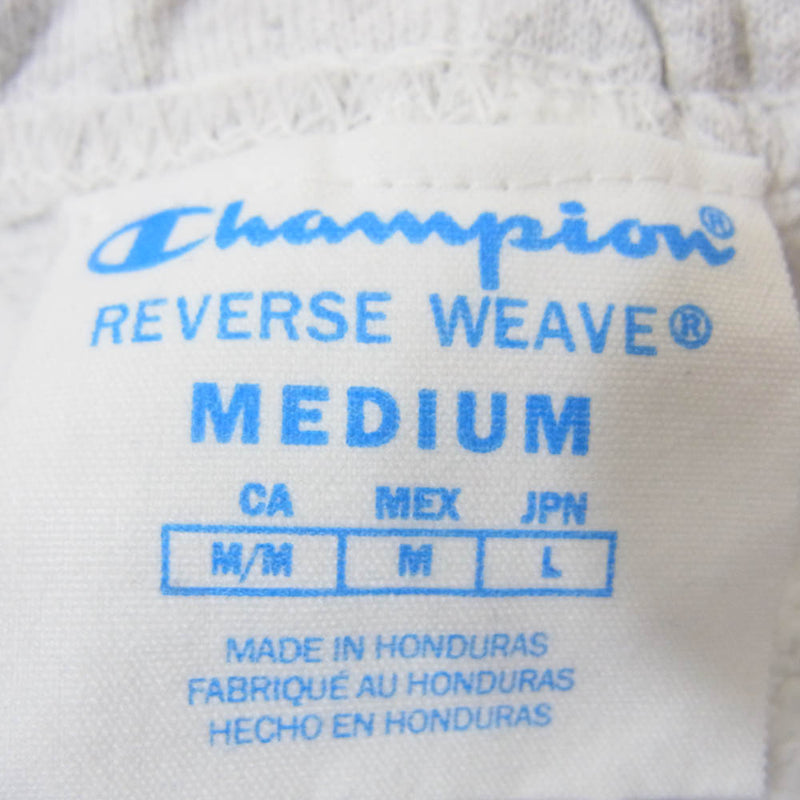 Champion®
REVERSE WEAVE®
MEDIUM
CA MEX JPN
M/M M L
MADE IN HONDURAS
FABRIQUÉ AU HONDURAS
HECHO EN HONDURAS